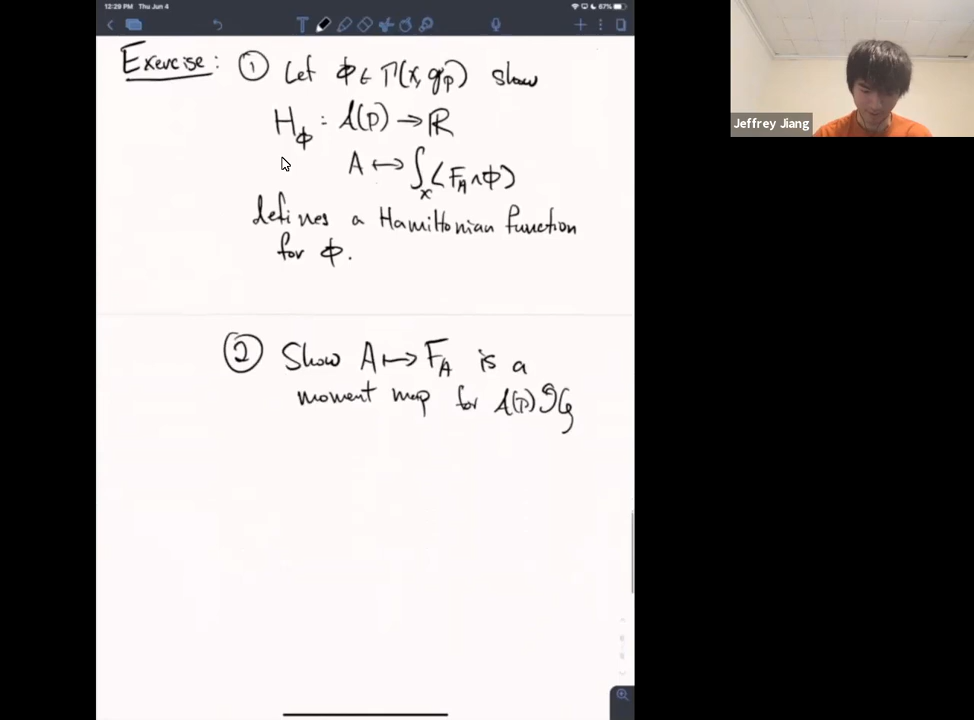 12:29 PM Thu Jun 4
67%
Exercise: ① Let ϕ ∈ Γ(X, 𝔤_P) show
H_ϕ : A(P) → ℝ
A ↦ ∫_X ⟨F_A ∧ ϕ⟩
defines a Hamiltonian function
for ϕ.
② Show A ↦ F_A is a
moment map for A(P)
Jeffrey Jiang